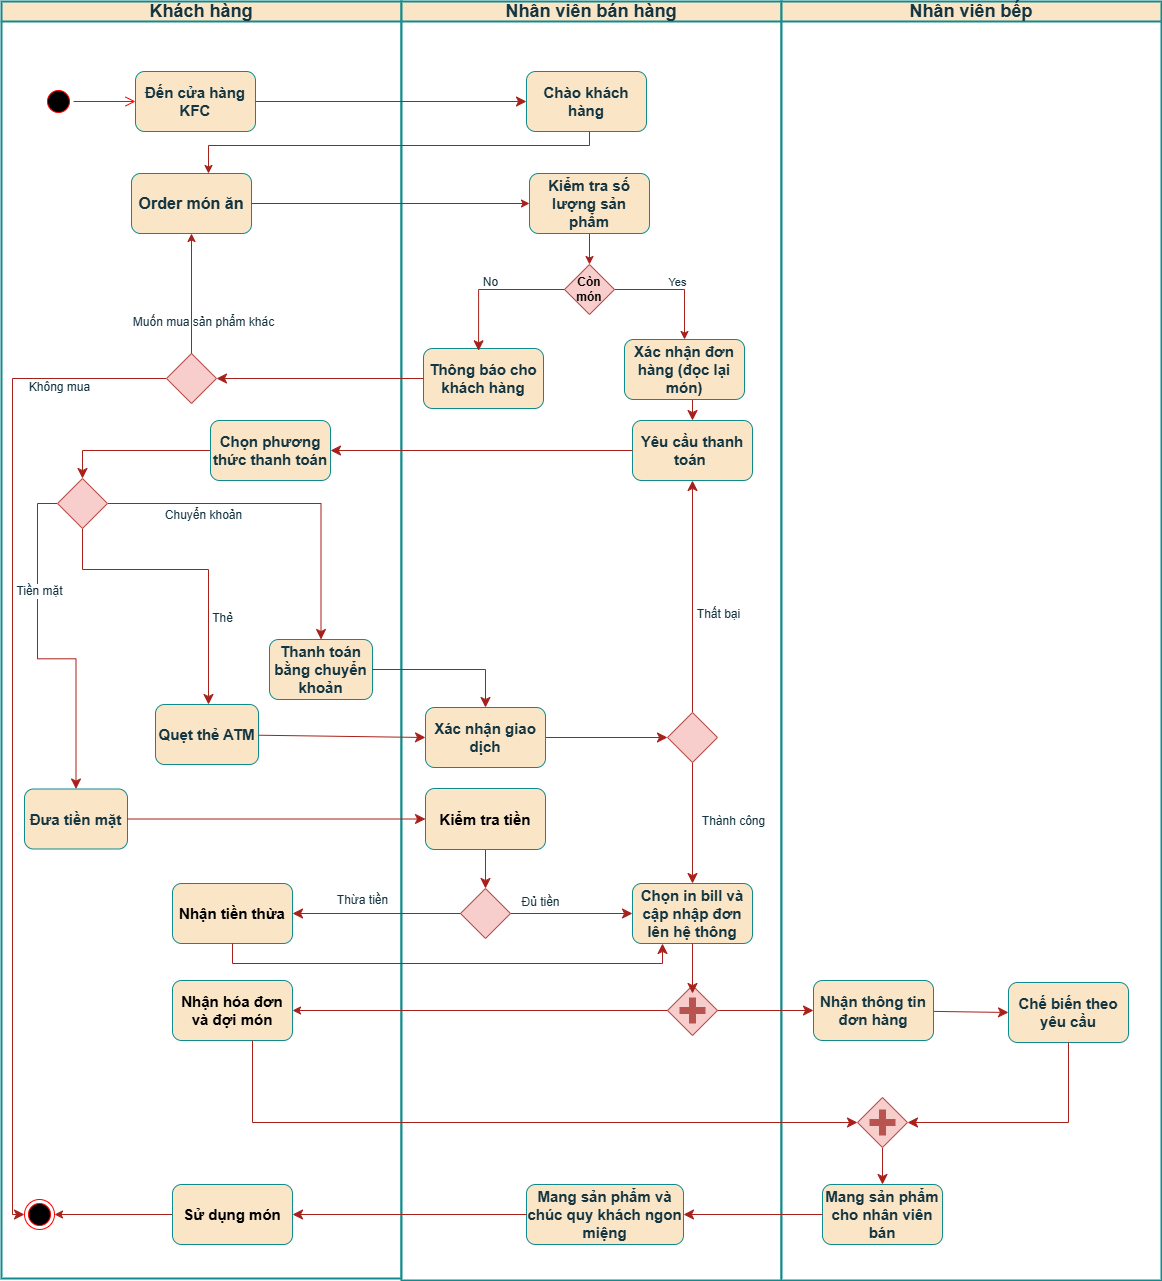 Khách hàng
Nhân viên bán hàng
Nhân viên bếp
Đến cửa hàng
KFC
Chào khách
hàng
Order món ăn
Kiểm tra số
lượng sản
phẩm
Còn
món
No
Yes
Muốn mua sản phẩm khác
Không mua
Thông báo cho
khách hàng
Xác nhận đơn
hàng (đọc lại
món)
Chọn phương
thức thanh toán
Yêu cầu thanh
toán
Chuyển khoản
Tiền mặt
Thẻ
Thất bại
Thanh toán
bằng chuyển
khoản
Quẹt thẻ ATM
Xác nhận giao
dịch
Đưa tiền mặt
Kiểm tra tiền
Thành công
Thừa tiền
Đủ tiền
Nhận tiền thừa
Chọn in bill và
cập nhập đơn
lên hệ thông
Nhận hóa đơn
và đợi món
Nhận thông tin
đơn hàng
Chế biến theo
yêu cầu
Sử dụng món
Mang sản phẩm và
chúc quy khách ngon
miệng
Mang sản phẩm
cho nhân viên
bán